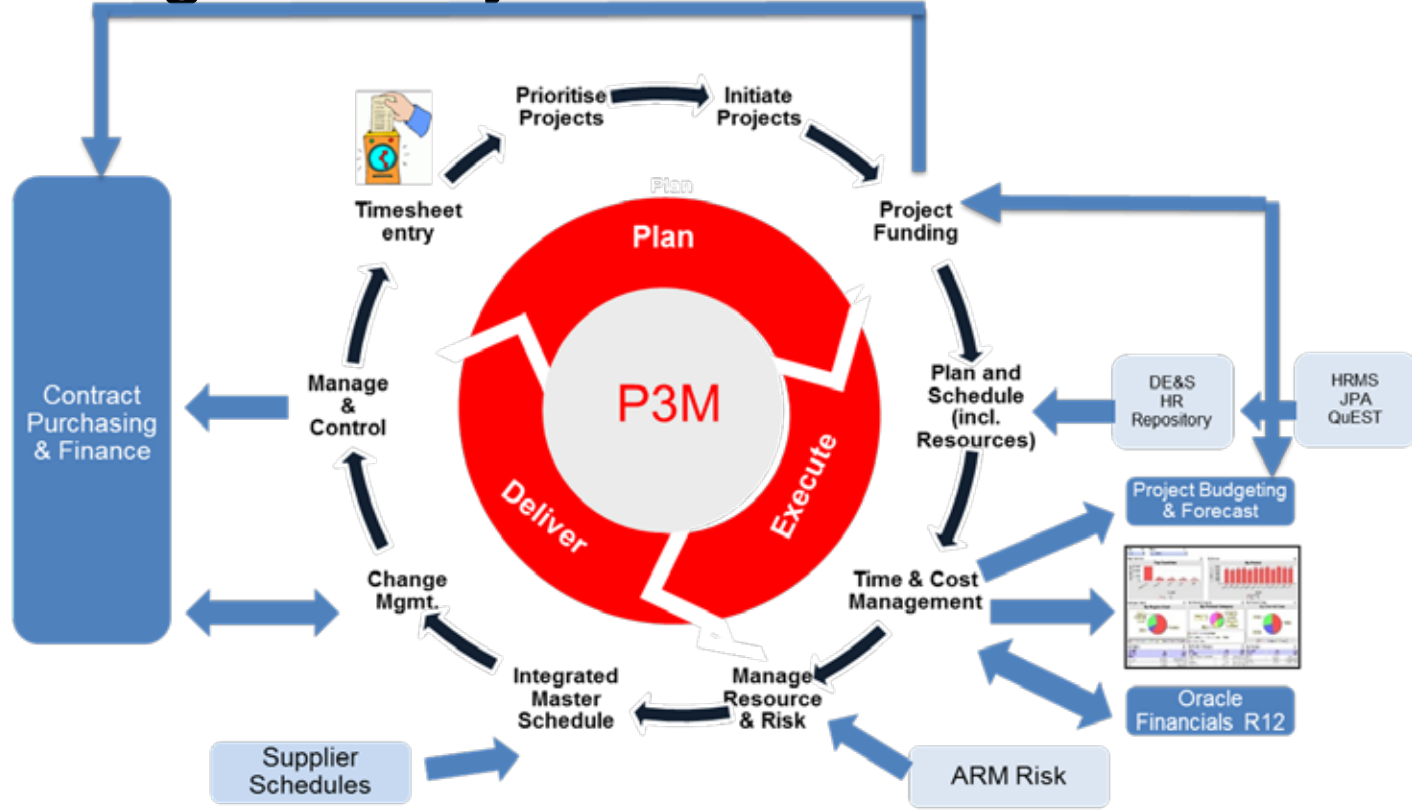 Prioritise
Projects
Initiate
Projects
Plan
Timesheet
entry
Project
Funding
Plan
Contract
Purchasing
& Finance
Manage
&
Control
P3M
Plan and
Schedule
(incl.
Resources)
DE&S
HR
Repository
HRMS
JPA
QuEST
Deliver
Execute
Project Budgeting
& Forecast
Change
Mgmt.
Time & Cost
Management
Integrated
Master
Schedule
Manage
Resource
& Risk
Oracle
Financials R12
Supplier
Schedules
ARM Risk